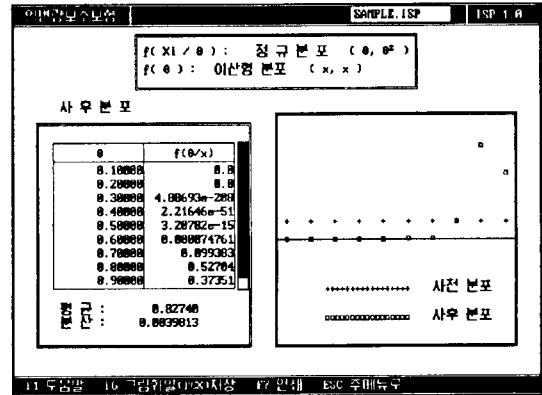 SAMPLE.ISP ISP 1.0
f( Xi / θ ) : 정 규 분 포 ( θ, θ² )
f( θ ) : 이산형 분포 ( x, x )
사 후 분 포
θ f(θ/x)
0.10000 0.0
0.20000 0.0
0.30000 4.80693e-208
0.40000 2.21646e-51
0.50000 3.20782e-15
0.60000 0.000074761
0.70000 0.099383
0.80000 0.52704
0.90000 0.37351
평 균 : 0.82740
분 산 : 0.0039813
사전 분포
사후 분포
F1 도움말 F6 F7 인쇄 ESC 주메뉴로